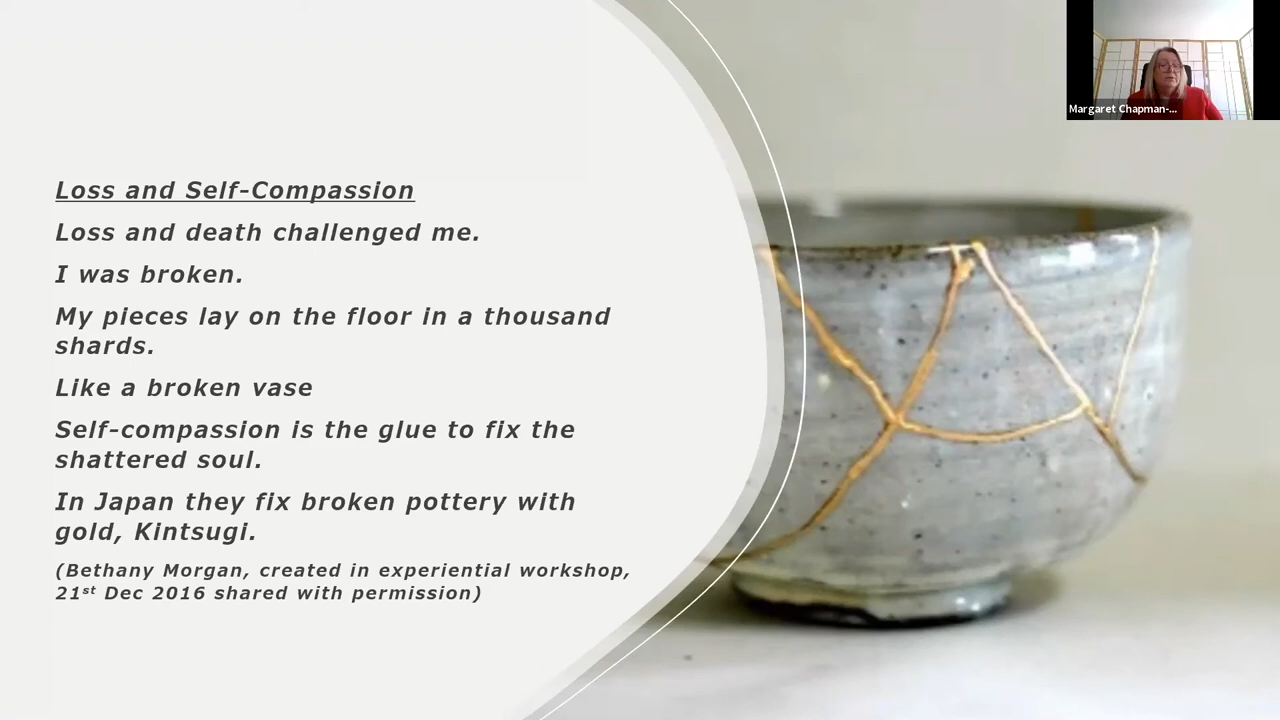 Margaret Chapman-...
Loss and Self-Compassion
Loss and death challenged me.
I was broken.
My pieces lay on the floor in a thousand
shards.
Like a broken vase
Self-compassion is the glue to fix the
shattered soul.
In Japan they fix broken pottery with
gold, Kintsugi.
(Bethany Morgan, created in experiential workshop,
21st Dec 2016 shared with permission)